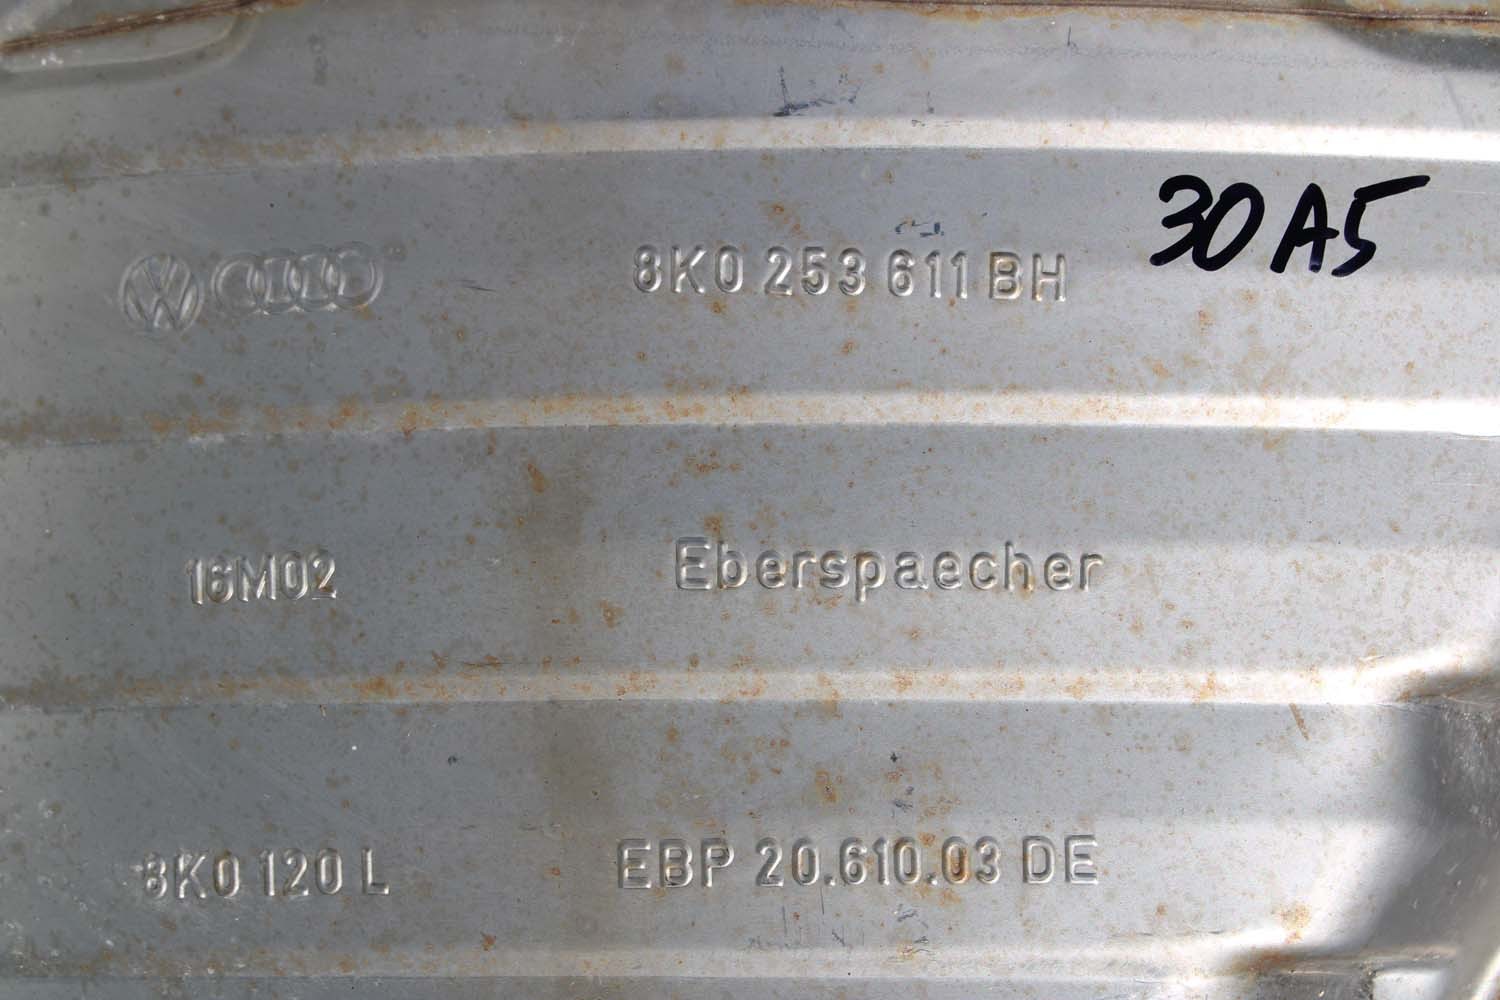 30A5
8K0 253 611 BH
16M02 Eberspaecher
8K0 120 L EBP 20.610.03 DE